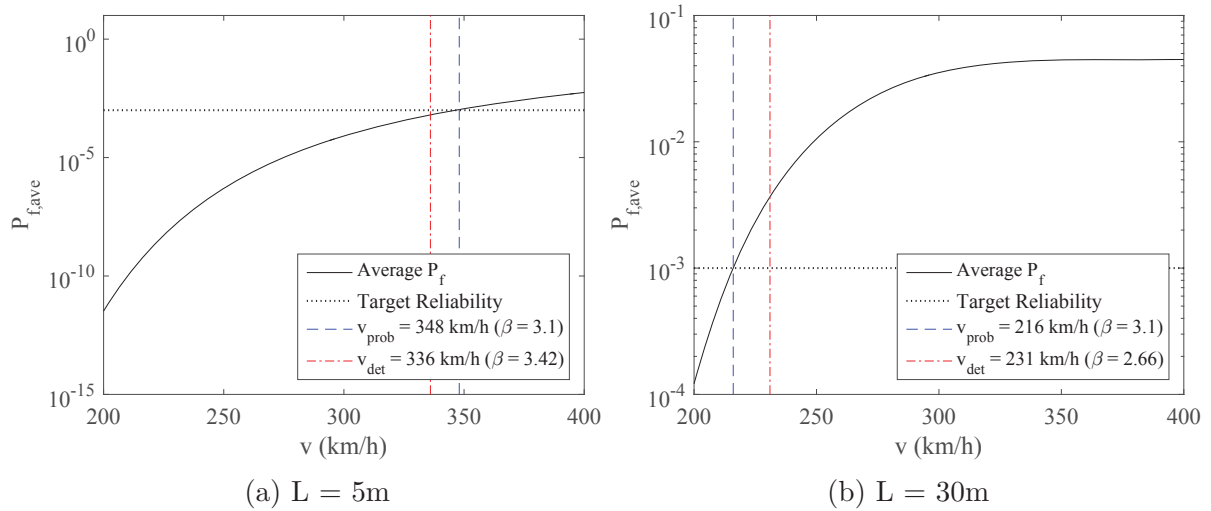 10^0
10^-5
10^-10
10^-15
P_f,ave
200 250 300 350 400
v (km/h)
Average P_f
Target Reliability
v_prob = 348 km/h (β = 3.1)
v_det = 336 km/h (β = 3.42)
(a) L = 5m
10^-1
10^-2
10^-3
10^-4
P_f,ave
200 250 300 350 400
v (km/h)
Average P_f
Target Reliability
v_prob = 216 km/h (β = 3.1)
v_det = 231 km/h (β = 2.66)
(b) L = 30m